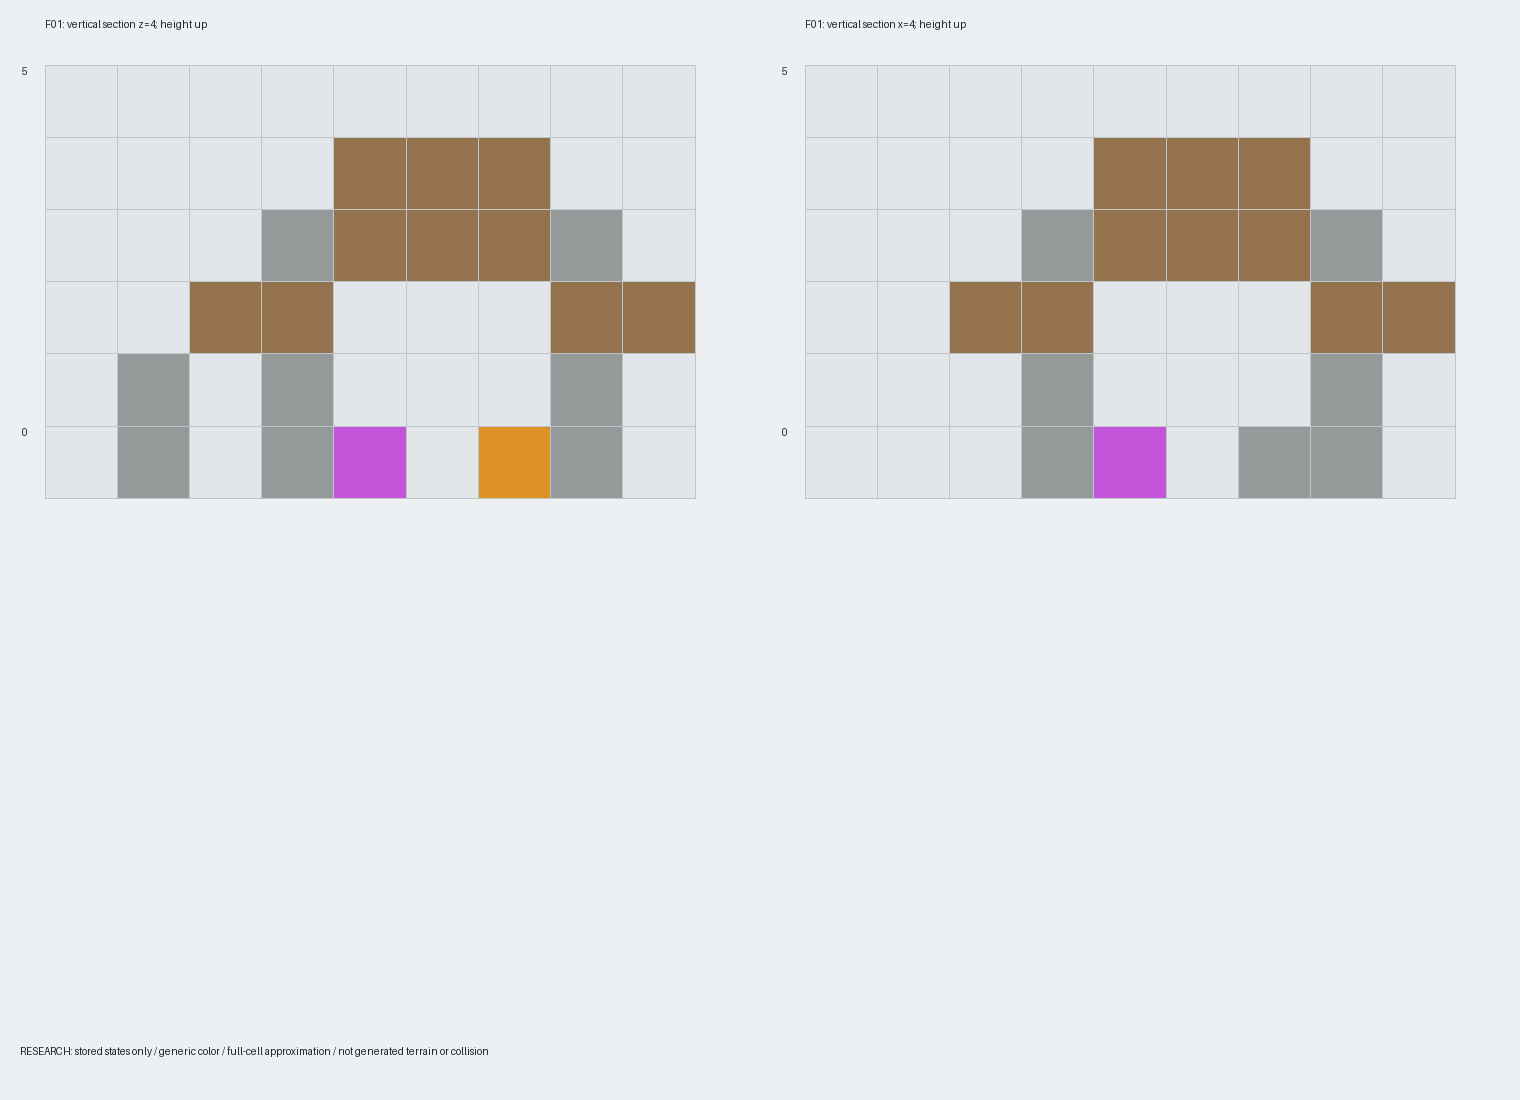 F01: vertical section z=4; height up
F01: vertical section x=4; height up
5
5
0
0
RESEARCH: stored states only / generic color / full-cell approximation / not generated terrain or collision